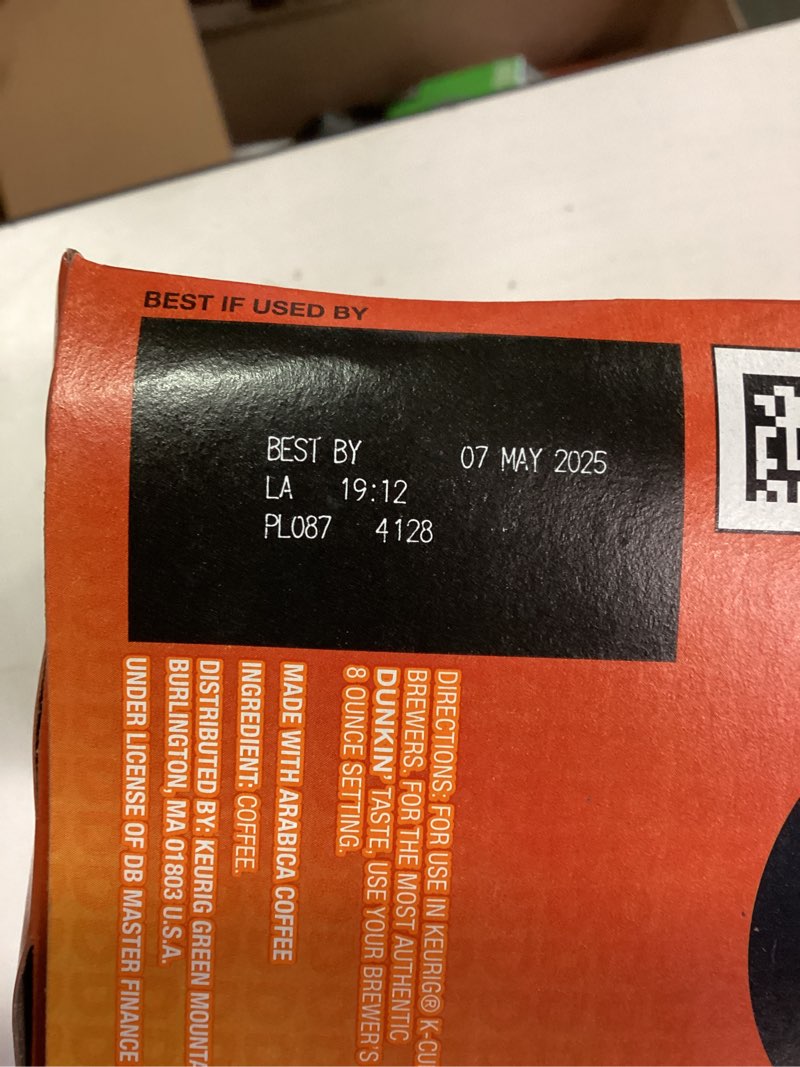 BEST IF USED BY
BEST BY 07 MAY 2025
LA 19:12
PL087 4128
DIRECTIONS: FOR USE IN KEURIG® K-CU
BREWERS. FOR THE MOST AUTHENTIC
DUNKIN' TASTE, USE YOUR BREWER'S
8 OUNCE SETTING.
MADE WITH ARABICA COFFEE
INGREDIENT: COFFEE.
DISTRIBUTED BY: KEURIG GREEN MOUNTA
BURLINGTON, MA 01803 U.S.A.
UNDER LICENSE OF DB MASTER FINANCE